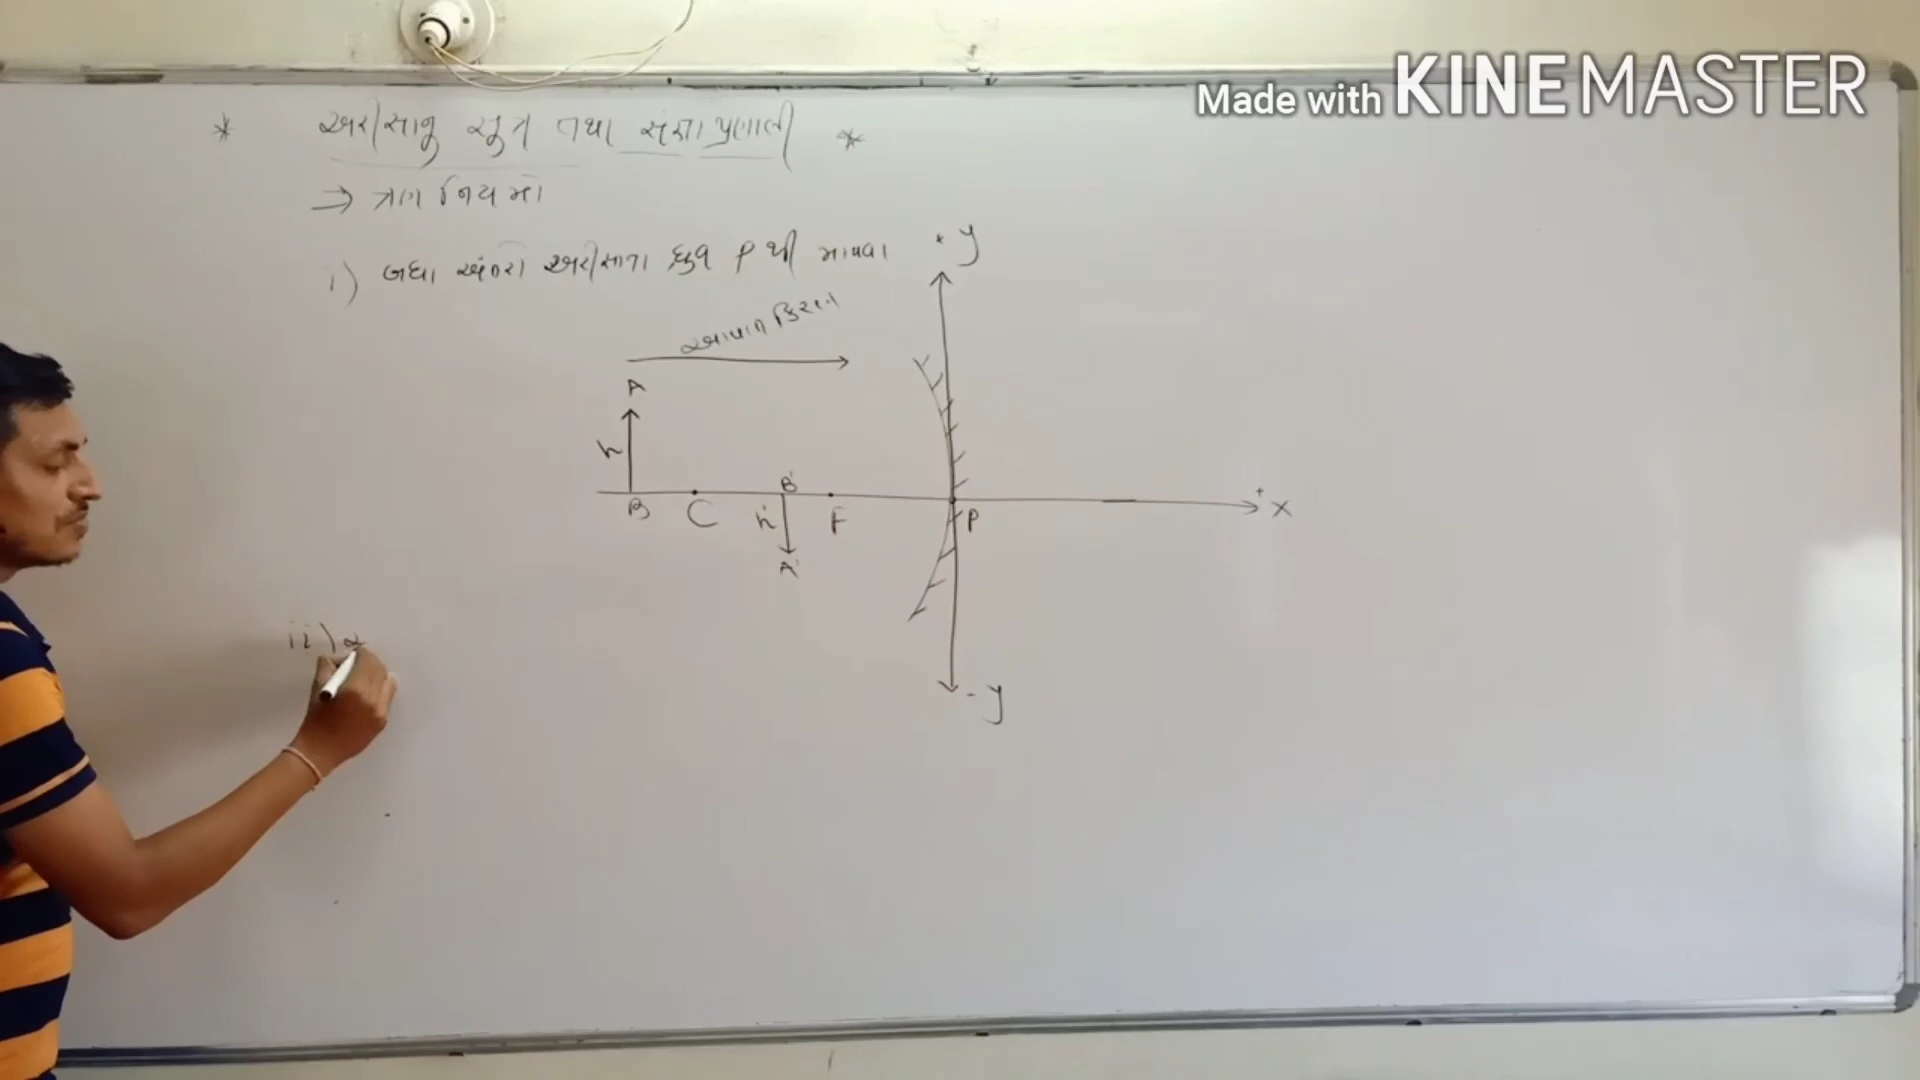 Made with KINEMASTER
* અરીસાનુ સૂત્ર તથા સંજ્ઞા પ્રણાલી *
⇒ ત્રણ નિયમો
i) બધા અંતરો અરીસાના ધ્રુવ P થી માપવા
+ y
આપાત કિરણ
A
h
B C B' F P + X
h'
A'
ii) અ
- y